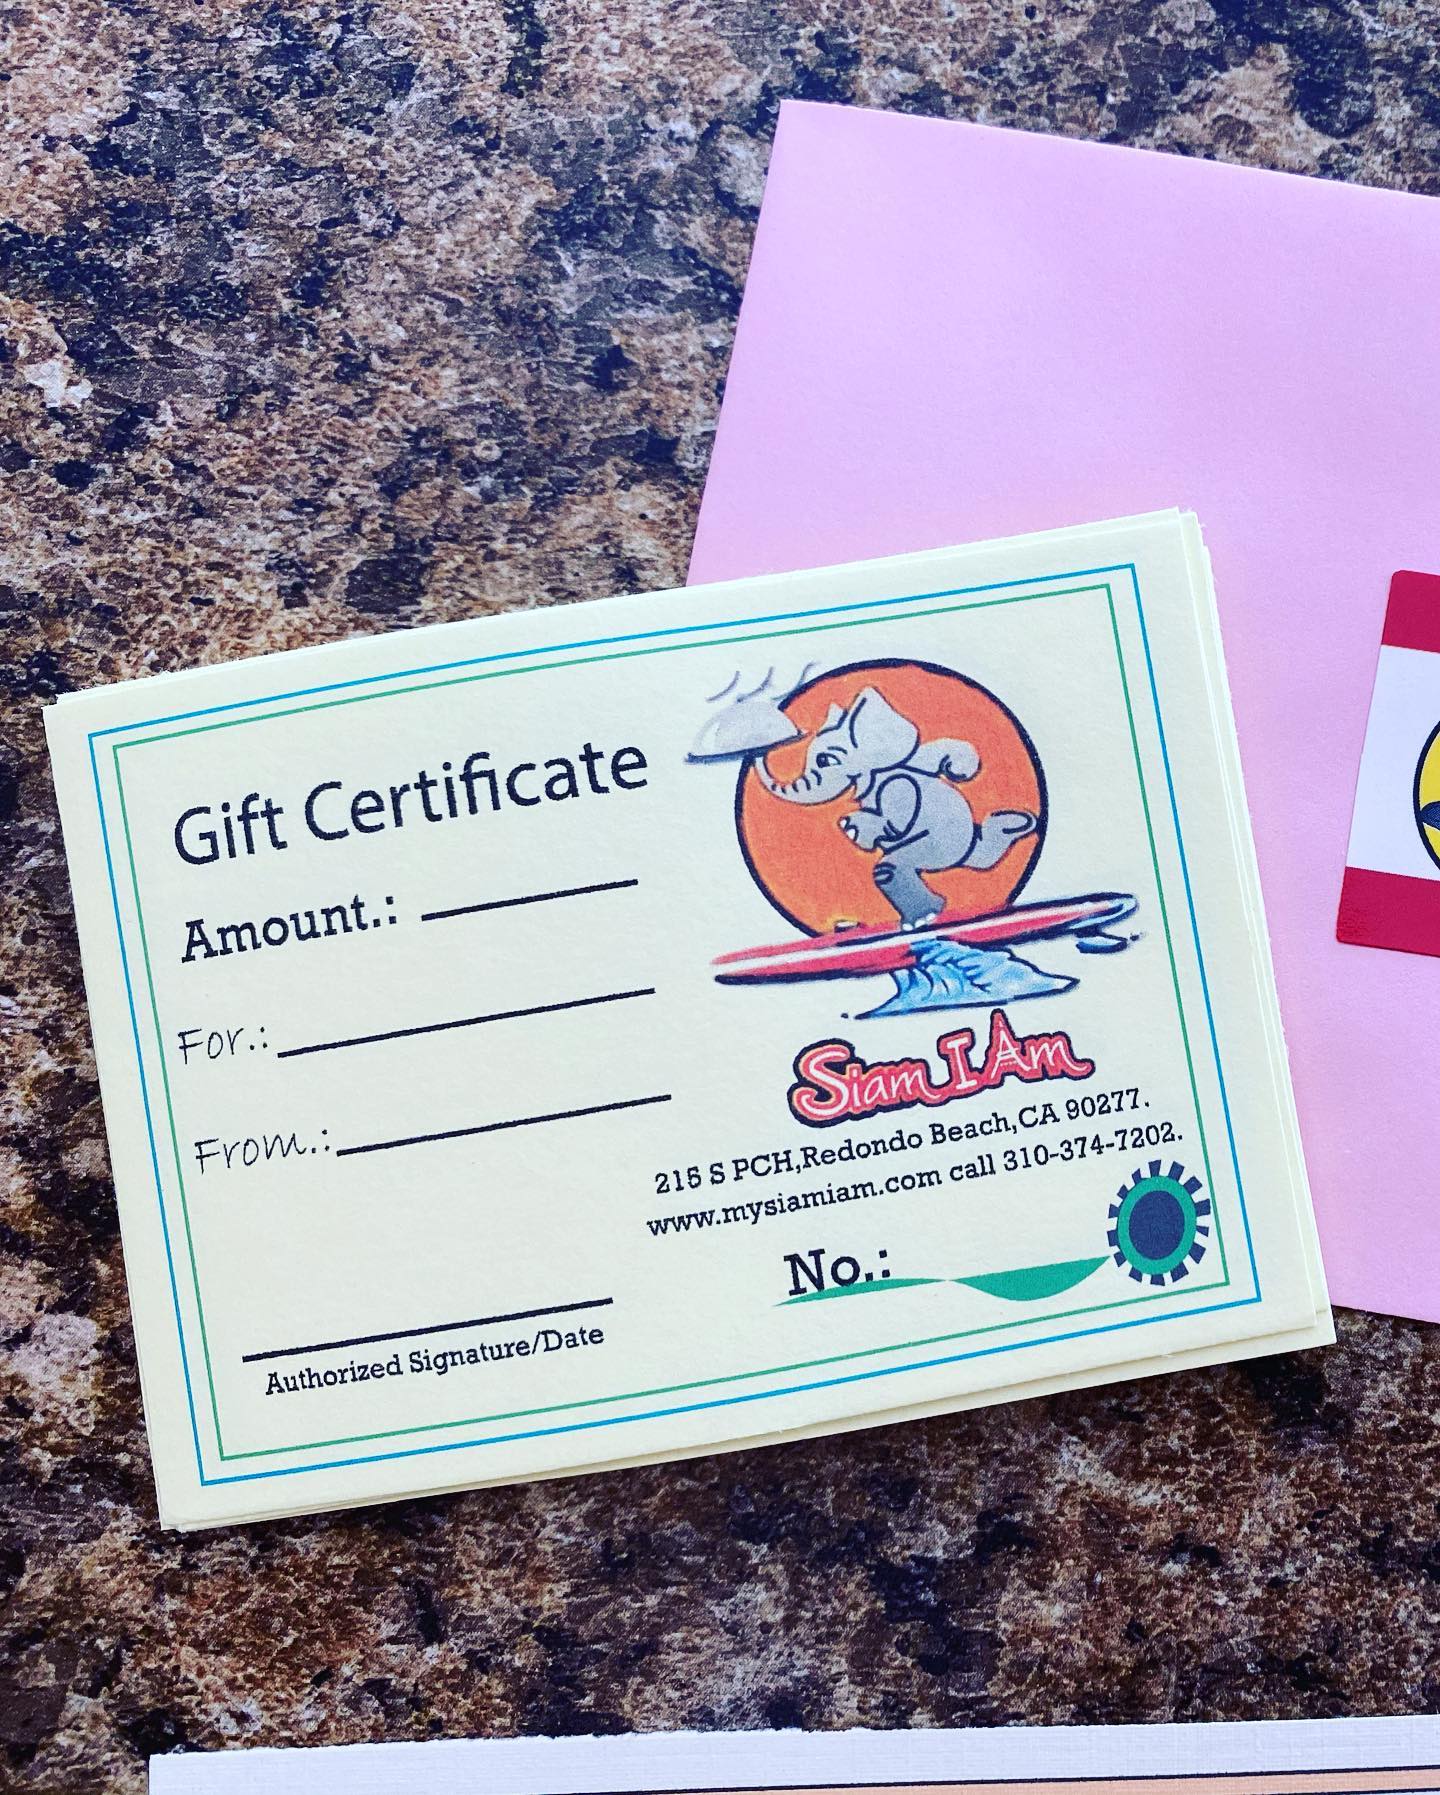 Gift Certificate
Amount.:
For.:
From.:
Authorized Signature/Date
Siam I Am
215 S PCH,Redondo Beach,CA 90277.
www.mysiamiam.com call 310-374-7202.
No.: